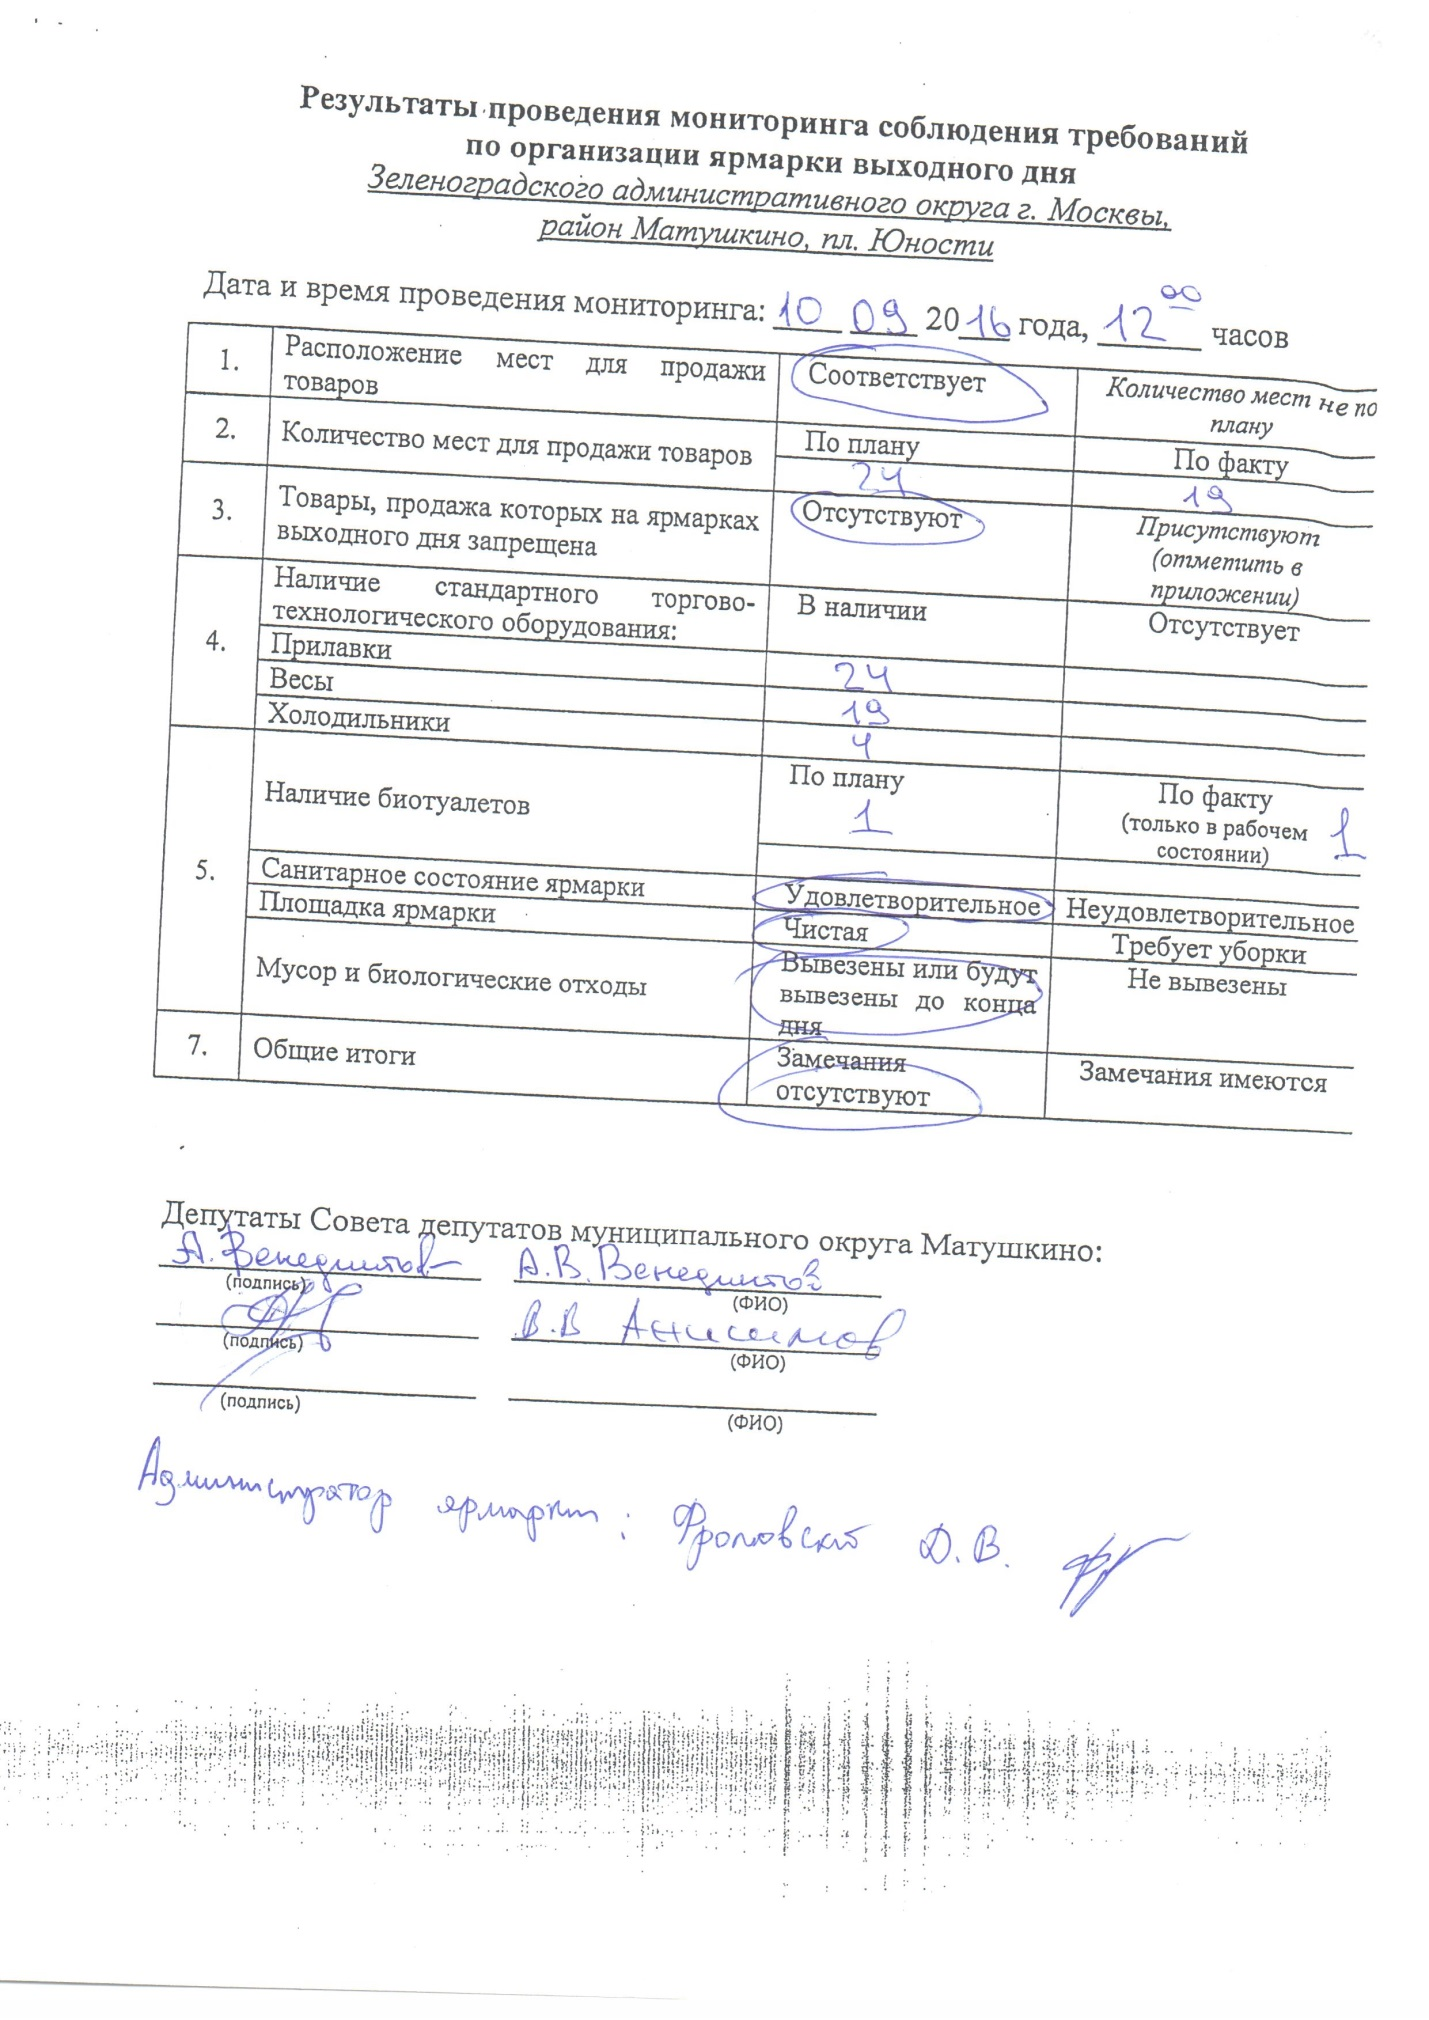 Результаты проведения мониторинга соблюдения требований
по организации ярмарки выходного дня
Зеленоградского административного округа г. Москвы,
район Матушкино, пл. Юности
Дата и время проведения мониторинга: 10 09 2016 года, 12 00 часов
1. Расположение мест для продажи товаров Соответствует Количество мест не по плану
2. Количество мест для продажи товаров По плану По факту
24 19
3. Товары, продажа которых на ярмарках выходного дня запрещена Отсутствуют Присутствуют (отметить в приложении)
4. Наличие стандартного торгово-технологического оборудования: В наличии Отсутствует
Прилавки 24
Весы 19
Холодильники 4
5. Наличие биотуалетов По плану 1 По факту (только в рабочем состоянии) 1
Санитарное состояние ярмарки Удовлетворительное Неудовлетворительное
Площадка ярмарки Чистая Требует уборки
Мусор и биологические отходы Вывезены или будут вывезены до конца дня Не вывезены
7. Общие итоги Замечания отсутствуют Замечания имеются
Депутаты Совета депутатов муниципального округа Матушкино:
А. Венедиктов А.В. Венедиктов
(подпись) (ФИО)
В.В Анисимов
(подпись) (ФИО)
(подпись) (ФИО)
Администратор ярмарки: Д.В.